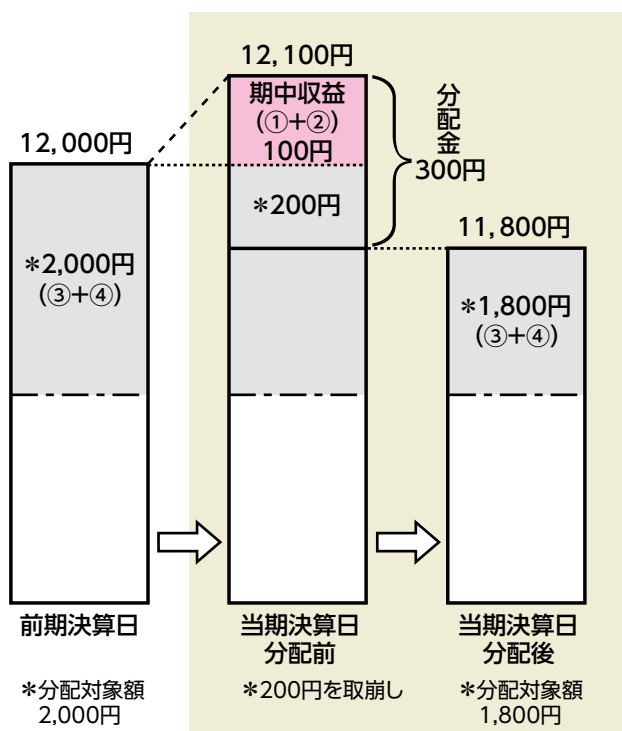 12,100円
期中収益
(①+②)
100円
分配金
300円
12,000円
*200円
11,800円
*2,000円
(③+④)
*1,800円
(③+④)
前期決算日
当期決算日
分配前
当期決算日
分配後
*分配対象額
2,000円
*200円を取崩し
*分配対象額
1,800円